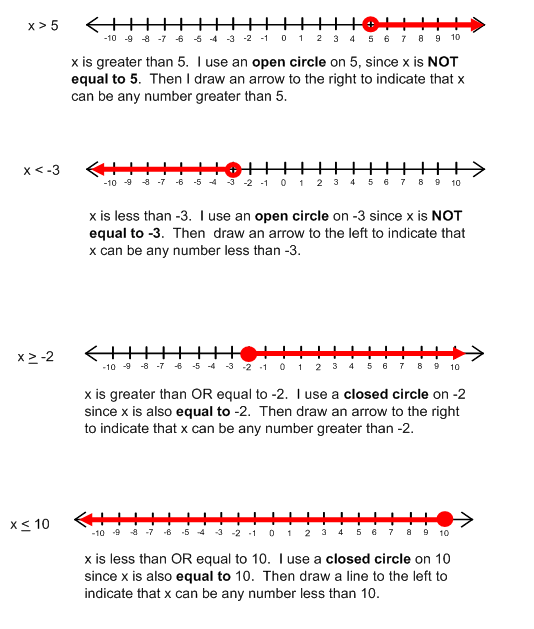 x > 5
-10 -9 -8 -7 -6 -5 -4 -3 -2 -1 0 1 2 3 4 5 6 7 8 9 10
x is greater than 5. I use an open circle on 5, since x is NOT
equal to 5. Then I draw an arrow to the right to indicate that x
can be any number greater than 5.
x < -3
-10 -9 -8 -7 -6 -5 -4 -3 -2 -1 0 1 2 3 4 5 6 7 8 9 10
x is less than -3. I use an open circle on -3 since x is NOT
equal to -3. Then draw an arrow to the left to indicate that
x can be any number less than -3.
x ≥ -2
-10 -9 -8 -7 -6 -5 -4 -3 -2 -1 0 1 2 3 4 5 6 7 8 9 10
x is greater than OR equal to -2. I use a closed circle on -2
since x is also equal to -2. Then draw an arrow to the right
to indicate that x can be any number greater than -2.
x ≤ 10
-10 -9 -8 -7 -6 -5 -4 -3 -2 -1 0 1 2 3 4 5 6 7 8 9 10
x is less than OR equal to 10. I use a closed circle on 10
since x is also equal to 10. Then draw a line to the left to
indicate that x can be any number less than 10.